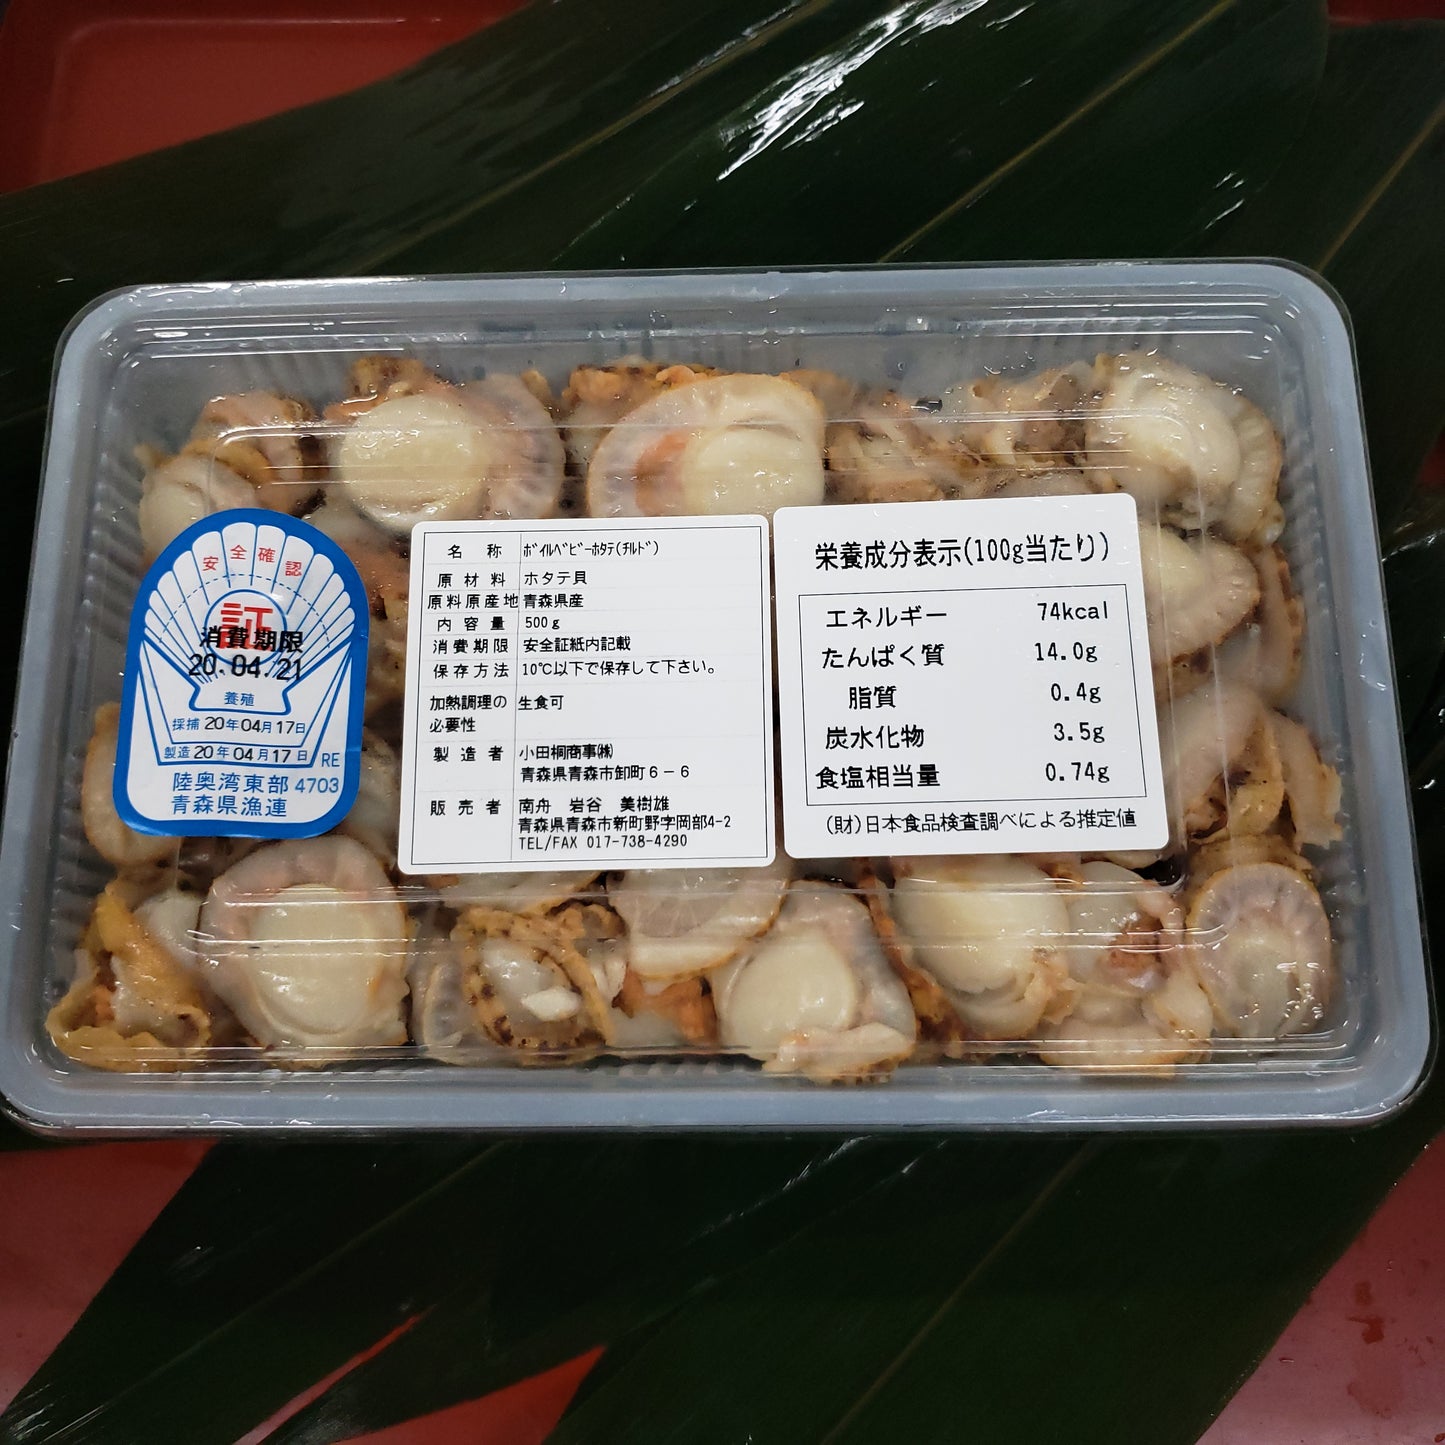 安全確認
証
消費期限
20.04.21
養殖
採捕 20年04月17日
製造 20年04月17日 RE
陸奥湾東部 4703
青森県漁連
名称 ﾎﾞｲﾙﾍﾞﾋﾞｰﾎﾀﾃ(ﾁﾙﾄﾞ)
原材料 ホタテ貝
原料原産地 青森県産
内容量 500g
消費期限 安全証紙内記載
保存方法 10℃以下で保存して下さい。
加熱調理の 生食可
必要性
製造者 小田桐商事㈱
青森県青森市卸町6-6
販売者 南舟 岩谷 美樹雄
青森県青森市新町野字岡部4-2
TEL/FAX 017-738-4290
栄養成分表示(100g当たり)
エネルギー 74kcal
たんぱく質 14.0g
脂質 0.4g
炭水化物 3.5g
食塩相当量 0.74g
(財)日本食品検査調べによる推定値